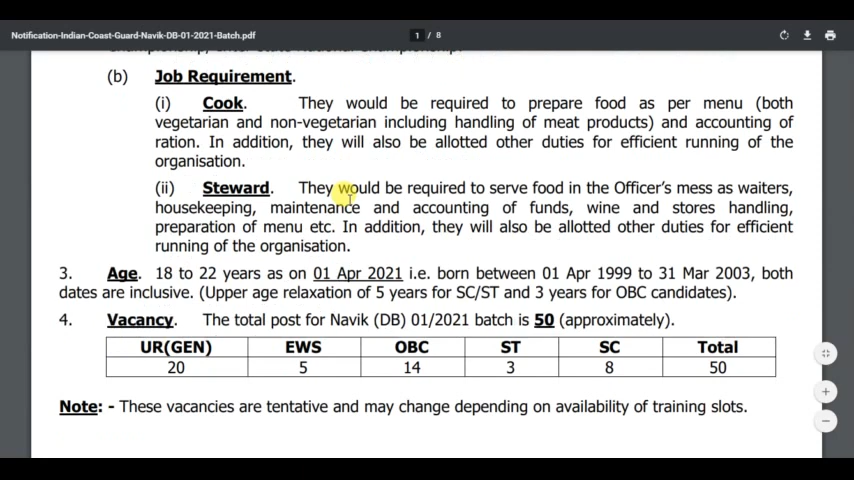 Notification-Indian-Coast-Guard-Navik-DB-01-2021-Batch.pdf
1 / 8
Championship, Inter State National Championship.
(b) Job Requirement.
(i) Cook. They would be required to prepare food as per menu (both
vegetarian and non-vegetarian including handling of meat products) and accounting of
ration. In addition, they will also be allotted other duties for efficient running of the
organisation.
(ii) Steward. They would be required to serve food in the Officer's mess as waiters,
housekeeping, maintenance and accounting of funds, wine and stores handling,
preparation of menu etc. In addition, they will also be allotted other duties for efficient
running of the organisation.
3. Age. 18 to 22 years as on 01 Apr 2021 i.e. born between 01 Apr 1999 to 31 Mar 2003, both
dates are inclusive. (Upper age relaxation of 5 years for SC/ST and 3 years for OBC candidates).
4. Vacancy. The total post for Navik (DB) 01/2021 batch is 50 (approximately).
UR(GEN) EWS OBC ST SC Total
20 5 14 3 8 50
Note: - These vacancies are tentative and may change depending on availability of training slots.